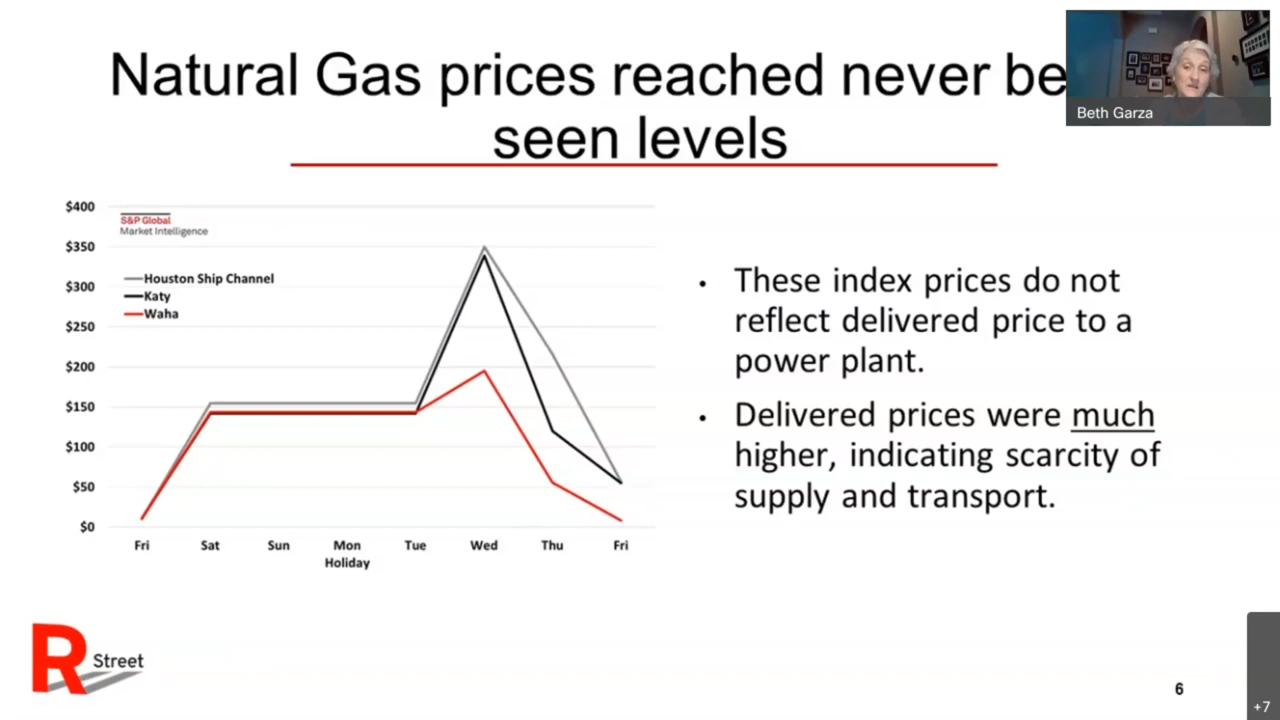 Natural Gas prices reached never be
seen levels
Beth Garza
$400
$350
$300
$250
$200
$150
$100
$50
$0
S&P Global
Market Intelligence
Houston Ship Channel
Katy
Waha
Fri Sat Sun Mon Tue Wed Thu Fri
Holiday
• These index prices do not
reflect delivered price to a
power plant.
• Delivered prices were much
higher, indicating scarcity of
supply and transport.
R Street
6
+7